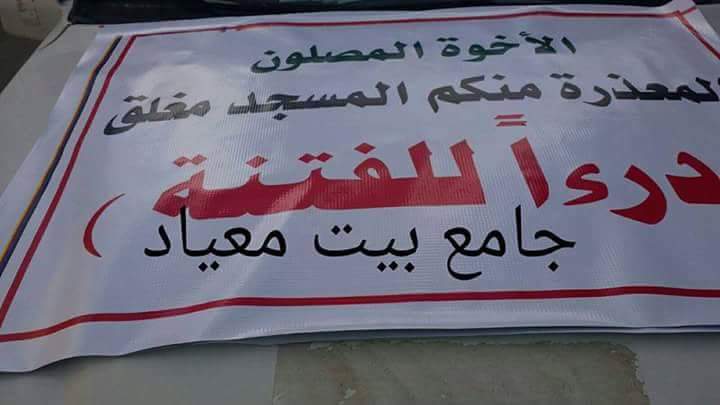 الأخوة المصلون
المعذرة منكم المسجد مغلق
درءاً للفتنة )
جامع بيت معياد